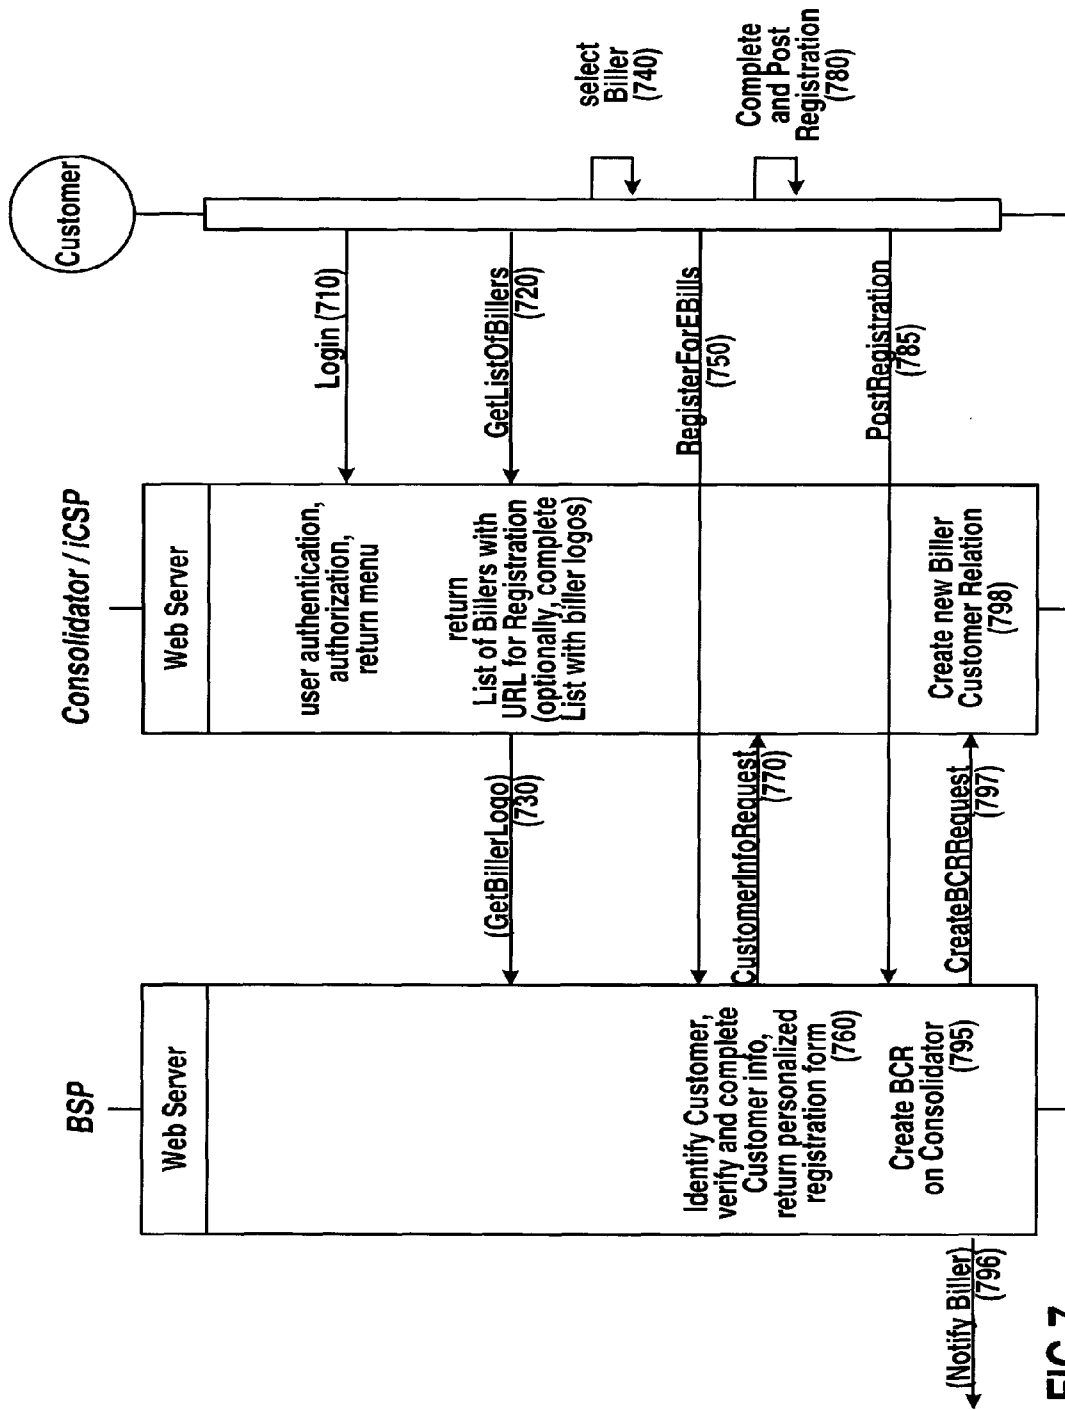 BSP
Consolidator / iCSP
Customer
Web Server
Web Server
Login (710)
user authentication,
authorization,
return menu
GetListOfBillers
(720)
return
List of Billers with
URL for Registration
(optionally, complete
List with biller logos)
(GetBillerLogo)
(730)
select
Biller
(740)
RegisterForEBills
(750)
Identify Customer,
verify and complete
Customer info,
return personalized
registration form
(760)
CustomerInfoRequest
(770)
Complete
and Post
Registration
(780)
PostRegistration
(785)
Create BCR
on Consolidator
(795)
(Notify Biller)
(796)
CreateBCRRequest
(797)
Create new Biller
Customer Relation
(798)
FIG 7